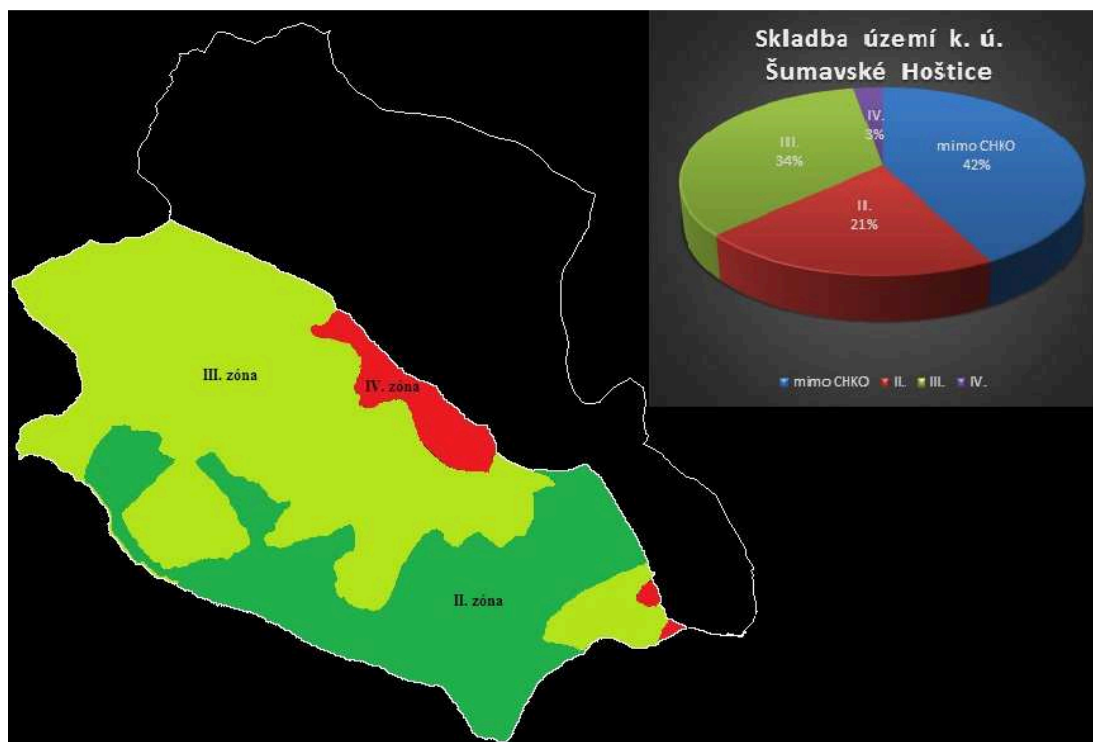 Skladba území k. ú.
Šumavské Hoštice
IV.
3%
mimo CHKO
42%
III.
34%
II.
21%
III. zóna
IV. zóna
mimo CHKO II. III. IV.
II. zóna